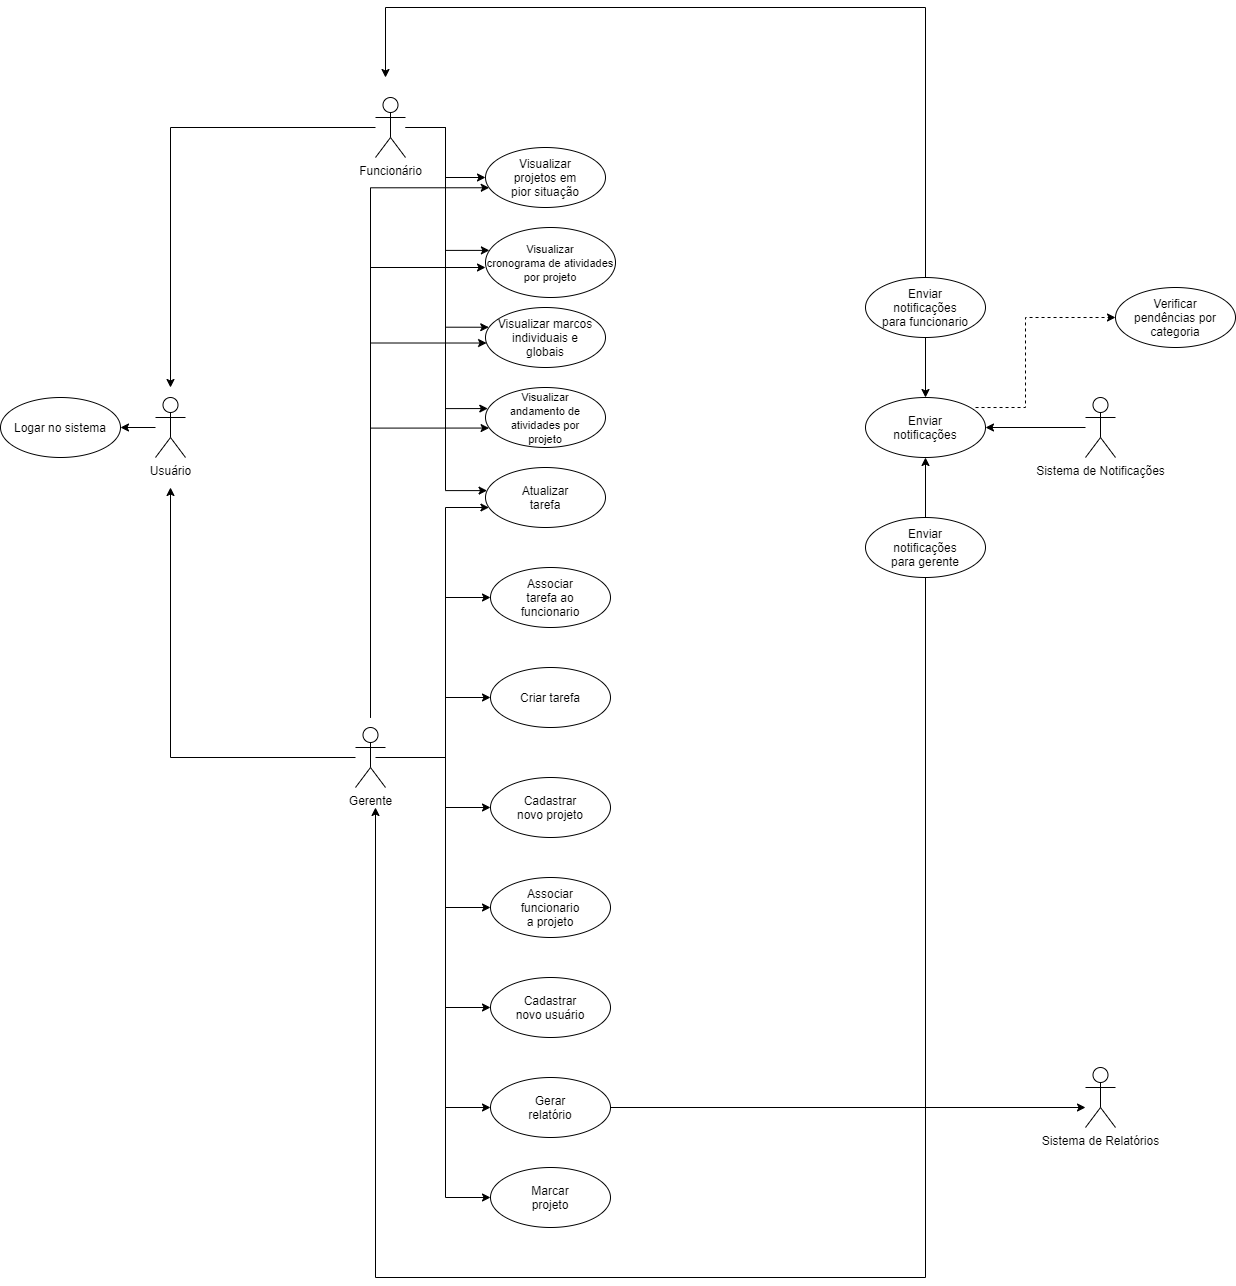 Funcionário
Visualizar
projetos em
pior situação
Visualizar
cronograma de atividades
por projeto
Visualizar marcos
individuais e
globais
Visualizar
andamento de
atividades por
projeto
Atualizar
tarefa
Logar no sistema
Usuário
Enviar
notificações
para funcionario
Verificar
pendências por
categoria
Enviar
notificações
Sistema de Notificações
Enviar
notificações
para gerente
Associar
tarefa ao
funcionario
Criar tarefa
Gerente
Cadastrar
novo projeto
Associar
funcionario
a projeto
Cadastrar
novo usuário
Gerar
relatório
Sistema de Relatórios
Marcar
projeto